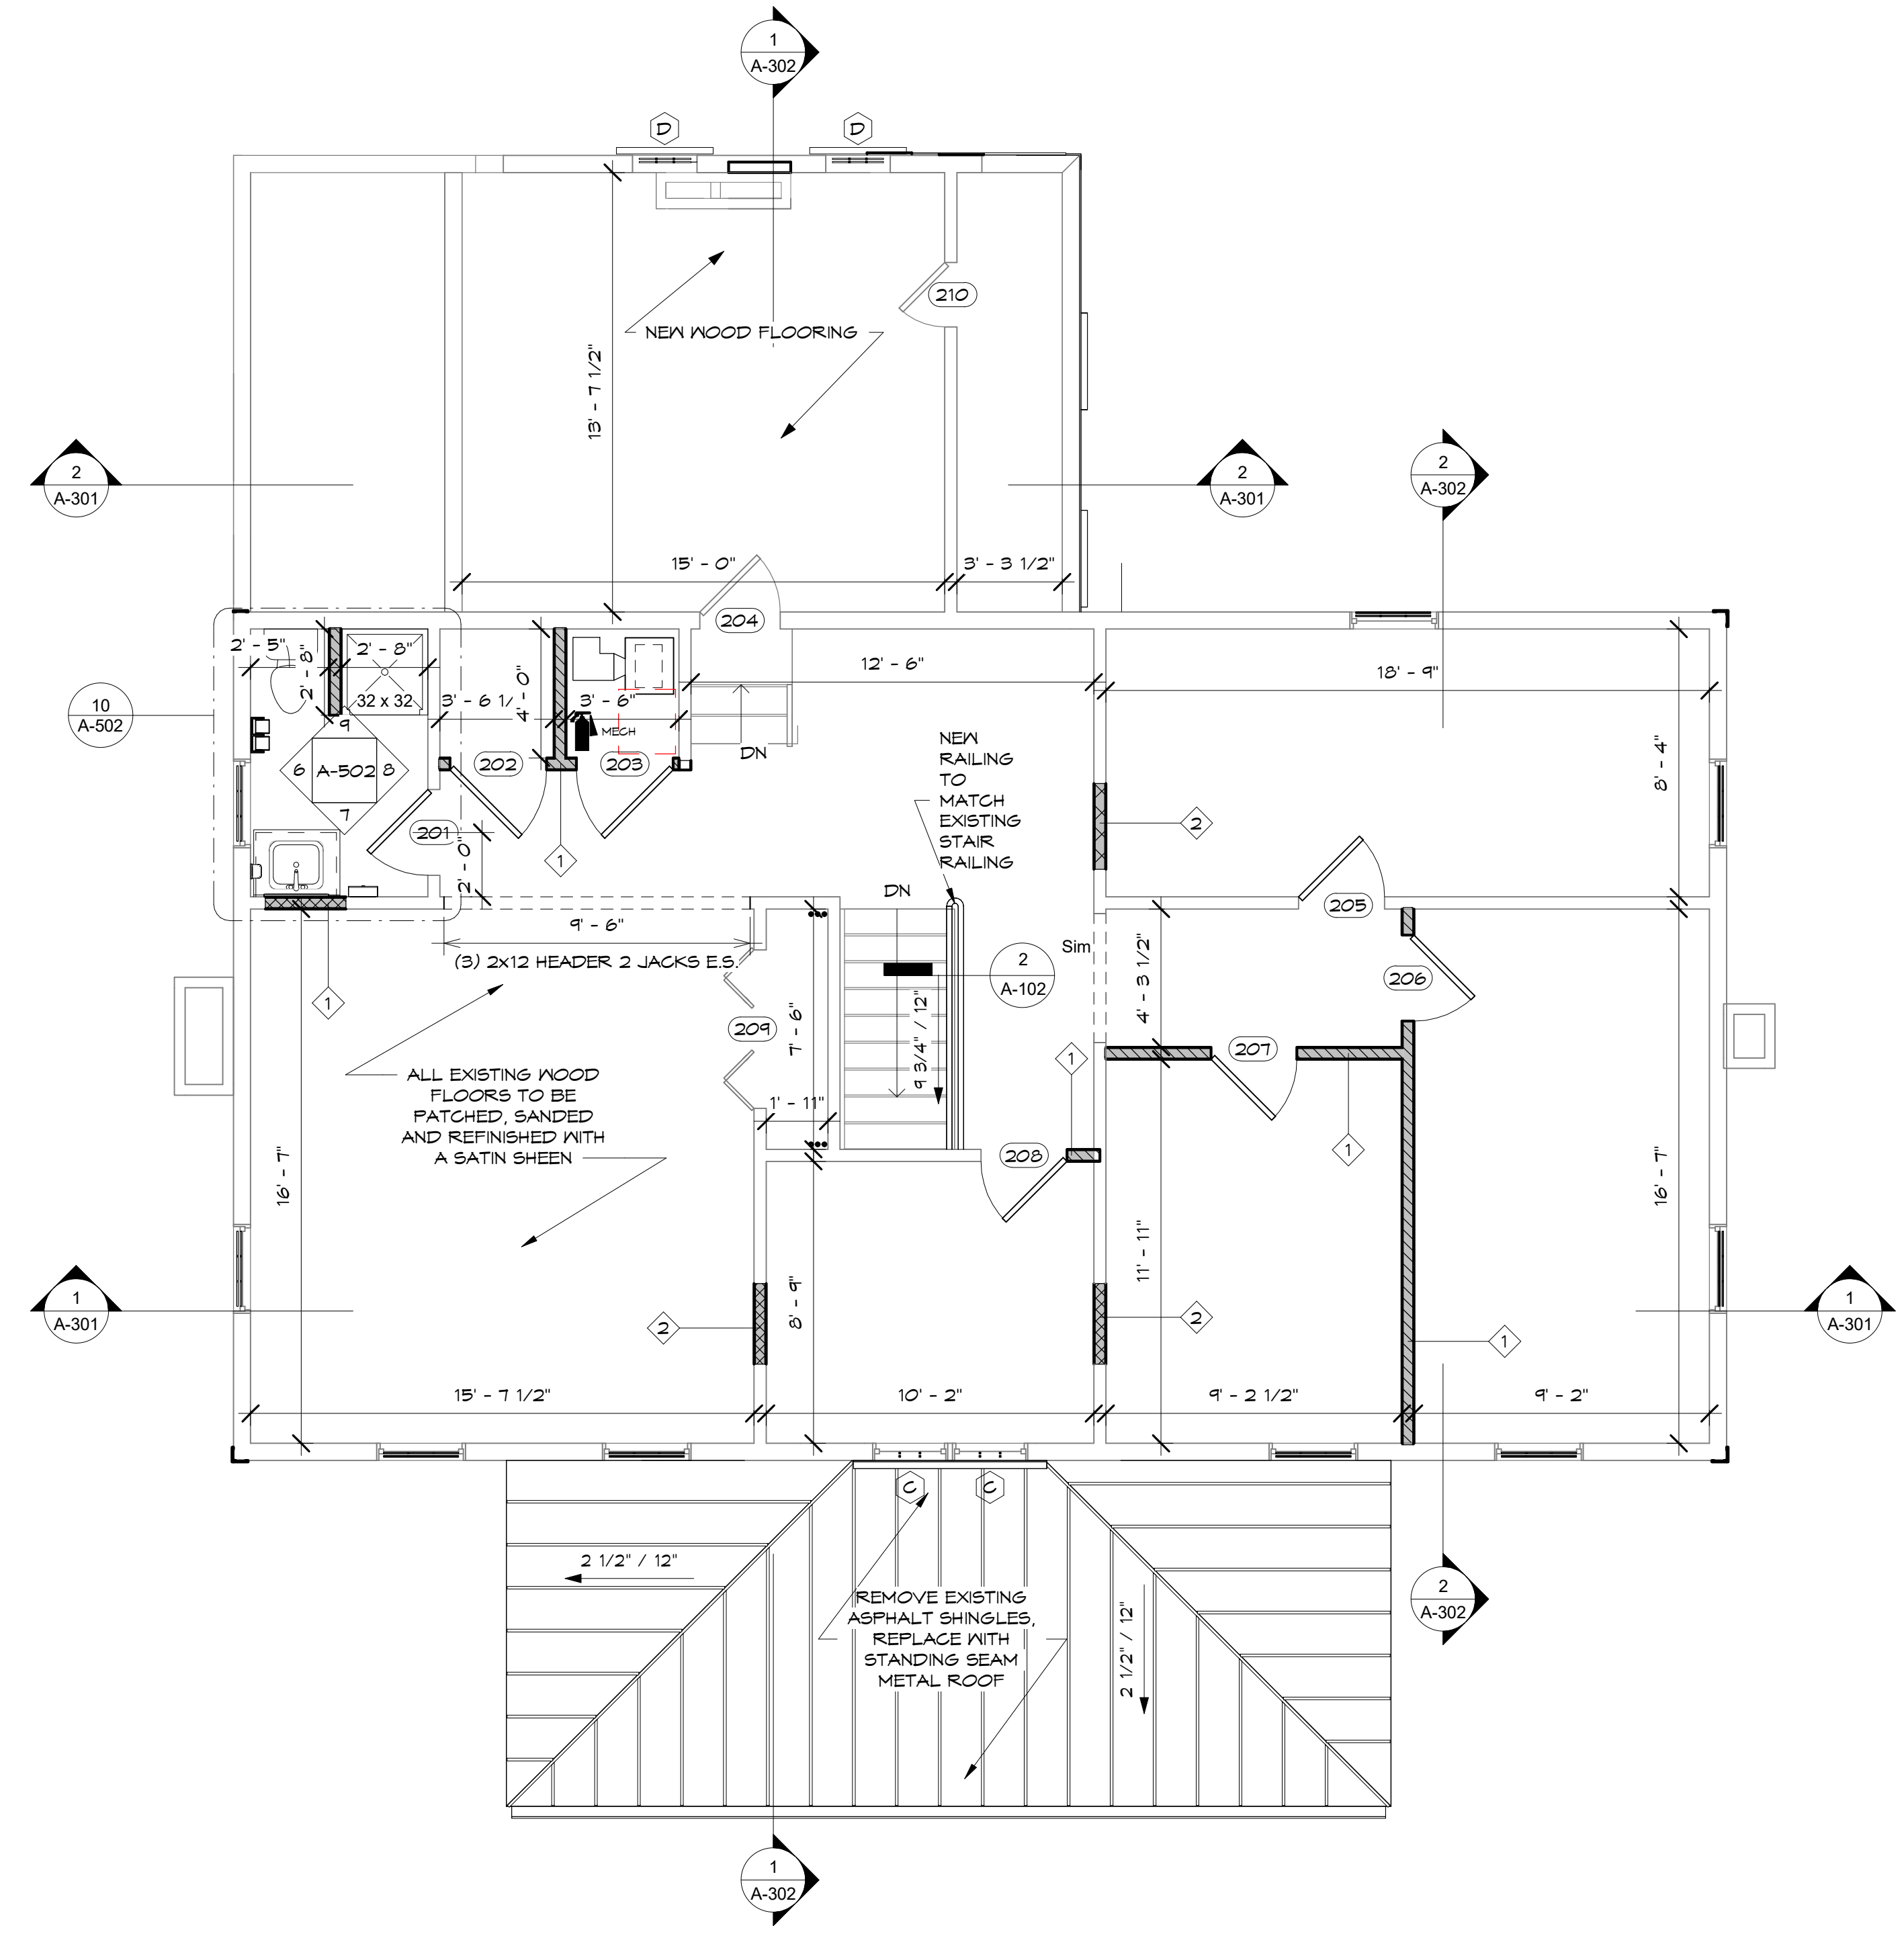 1
A-302
D
D
210
NEW WOOD FLOORING
13' - 7 1/2"
2
A-301
2
A-301
2
A-302
15' - 0"
3' - 3 1/2"
204
2' - 5"
2' - 8"
2' - 8"
32 x 32
12' - 6"
18' - 9"
10
A-502
3' - 6 1/
4' - 0"
3' - 6"
MECH
DN
9
6
A-502
8
7
202
203
NEW
RAILING
TO
MATCH
EXISTING
STAIR
RAILING
8' - 4"
201
2' - 0"
1
2
DN
205
9' - 6"
(3) 2x12 HEADER 2 JACKS E.S.
Sim
2
A-102
4' - 3 1/2"
206
1
209
7' - 6"
9 3/4" / 12"
207
1
ALL EXISTING WOOD
FLOORS TO BE
PATCHED, SANDED
AND REFINISHED WITH
A SATIN SHEEN
1' - 11"
208
1
16' - 7"
16' - 7"
11' - 11"
1
A-301
8' - 9"
2
2
1
1
A-301
15' - 7 1/2"
10' - 2"
9' - 2 1/2"
9' - 2"
C
C
2 1/2" / 12"
REMOVE EXISTING
ASPHALT SHINGLES,
REPLACE WITH
STANDING SEAM
METAL ROOF
2 1/2" / 12"
2
A-302
1
A-302